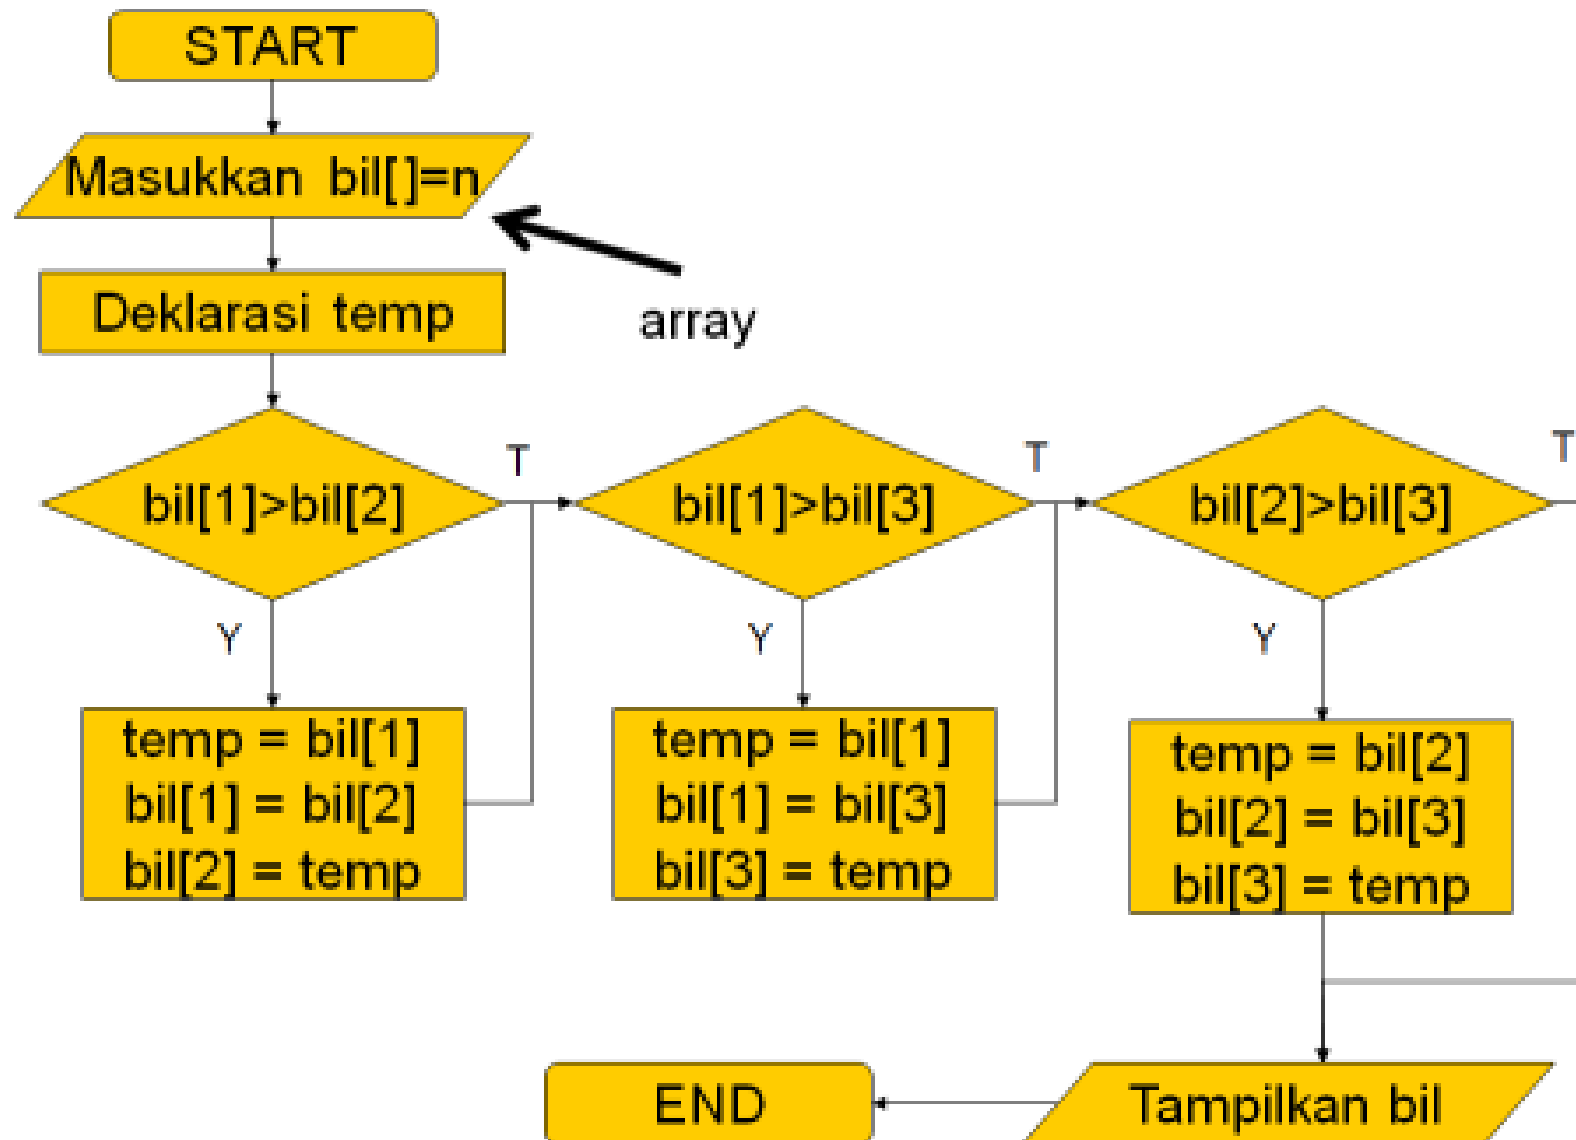 START
Masukkan bil[]=n
array
Deklarasi temp
bil[1]>bil[2]
T
Y
temp = bil[1]
bil[1] = bil[2]
bil[2] = temp
bil[1]>bil[3]
T
Y
temp = bil[1]
bil[1] = bil[3]
bil[3] = temp
bil[2]>bil[3]
T
Y
temp = bil[2]
bil[2] = bil[3]
bil[3] = temp
Tampilkan bil
END